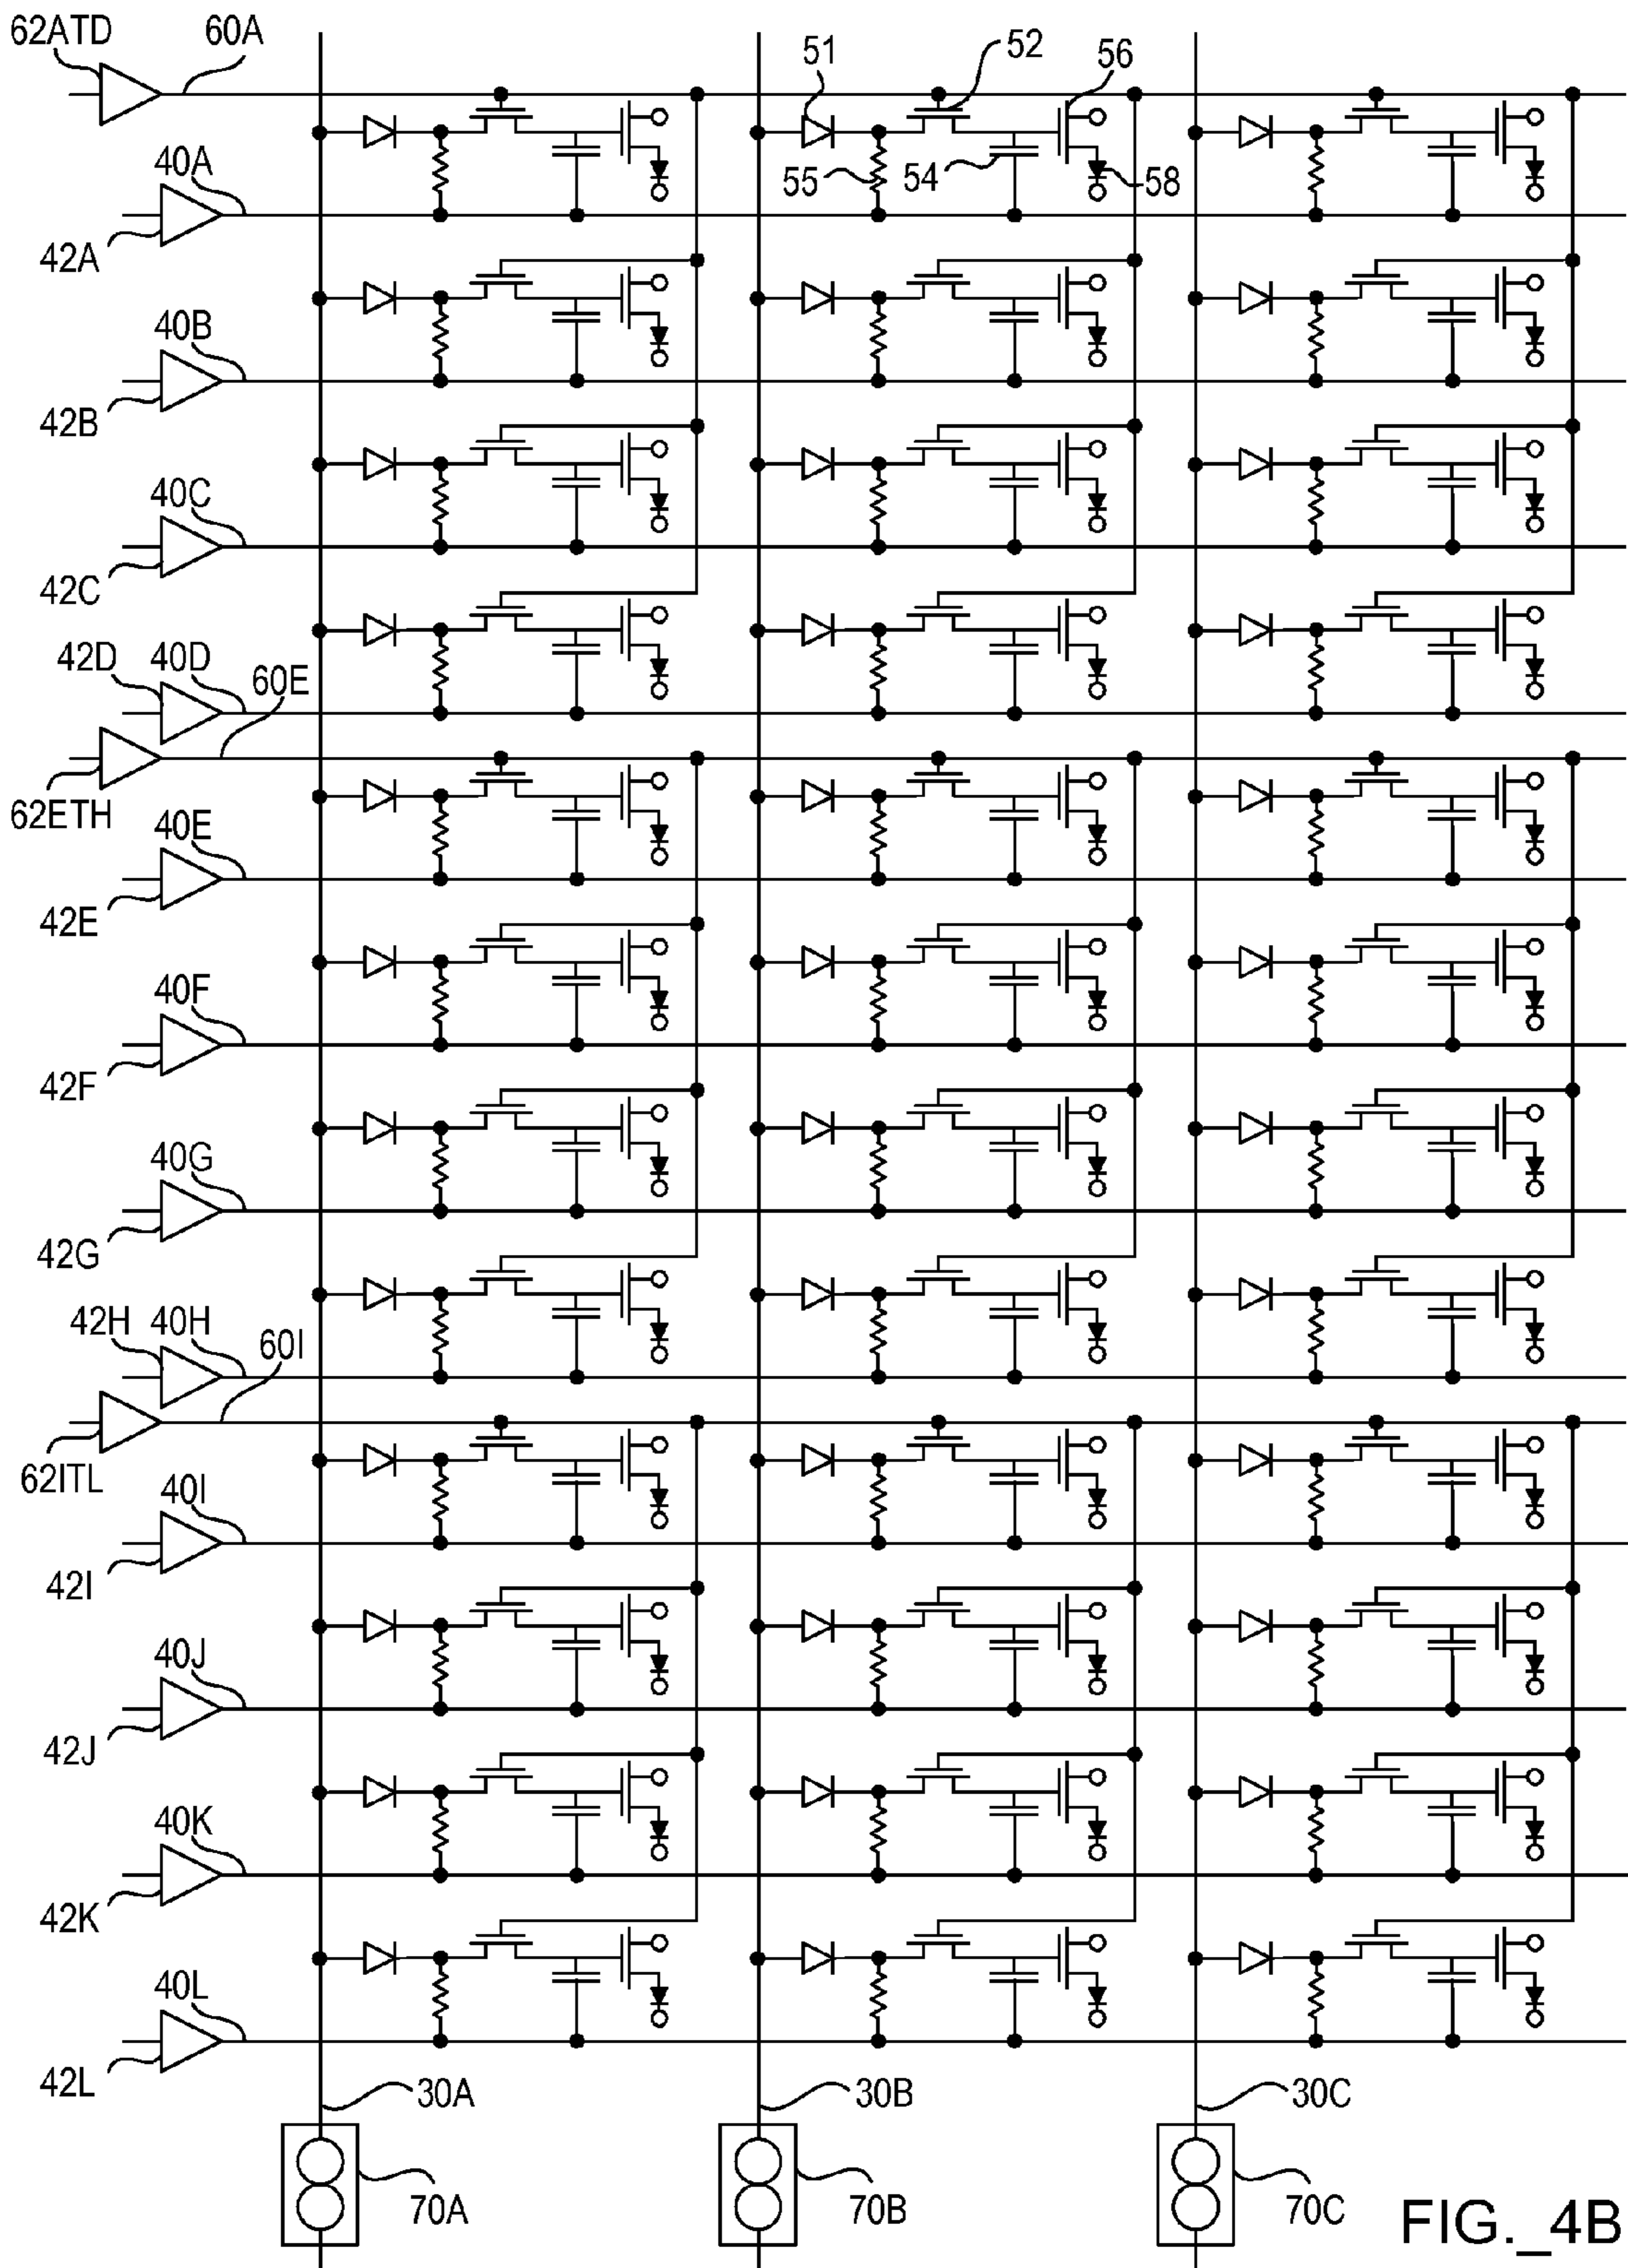 62ATD 60A
51 52 56
40A
55 54 58
42A
40B
42B
40C
42C
42D 40D 60E
62ETH 40E
42E
40F
42F
40G
42G
42H 40H 60I
62ITL 40I
42I
40J
42J
40K
42K
40L
42L
30A 30B 30C
70A 70B 70C
FIG._4B